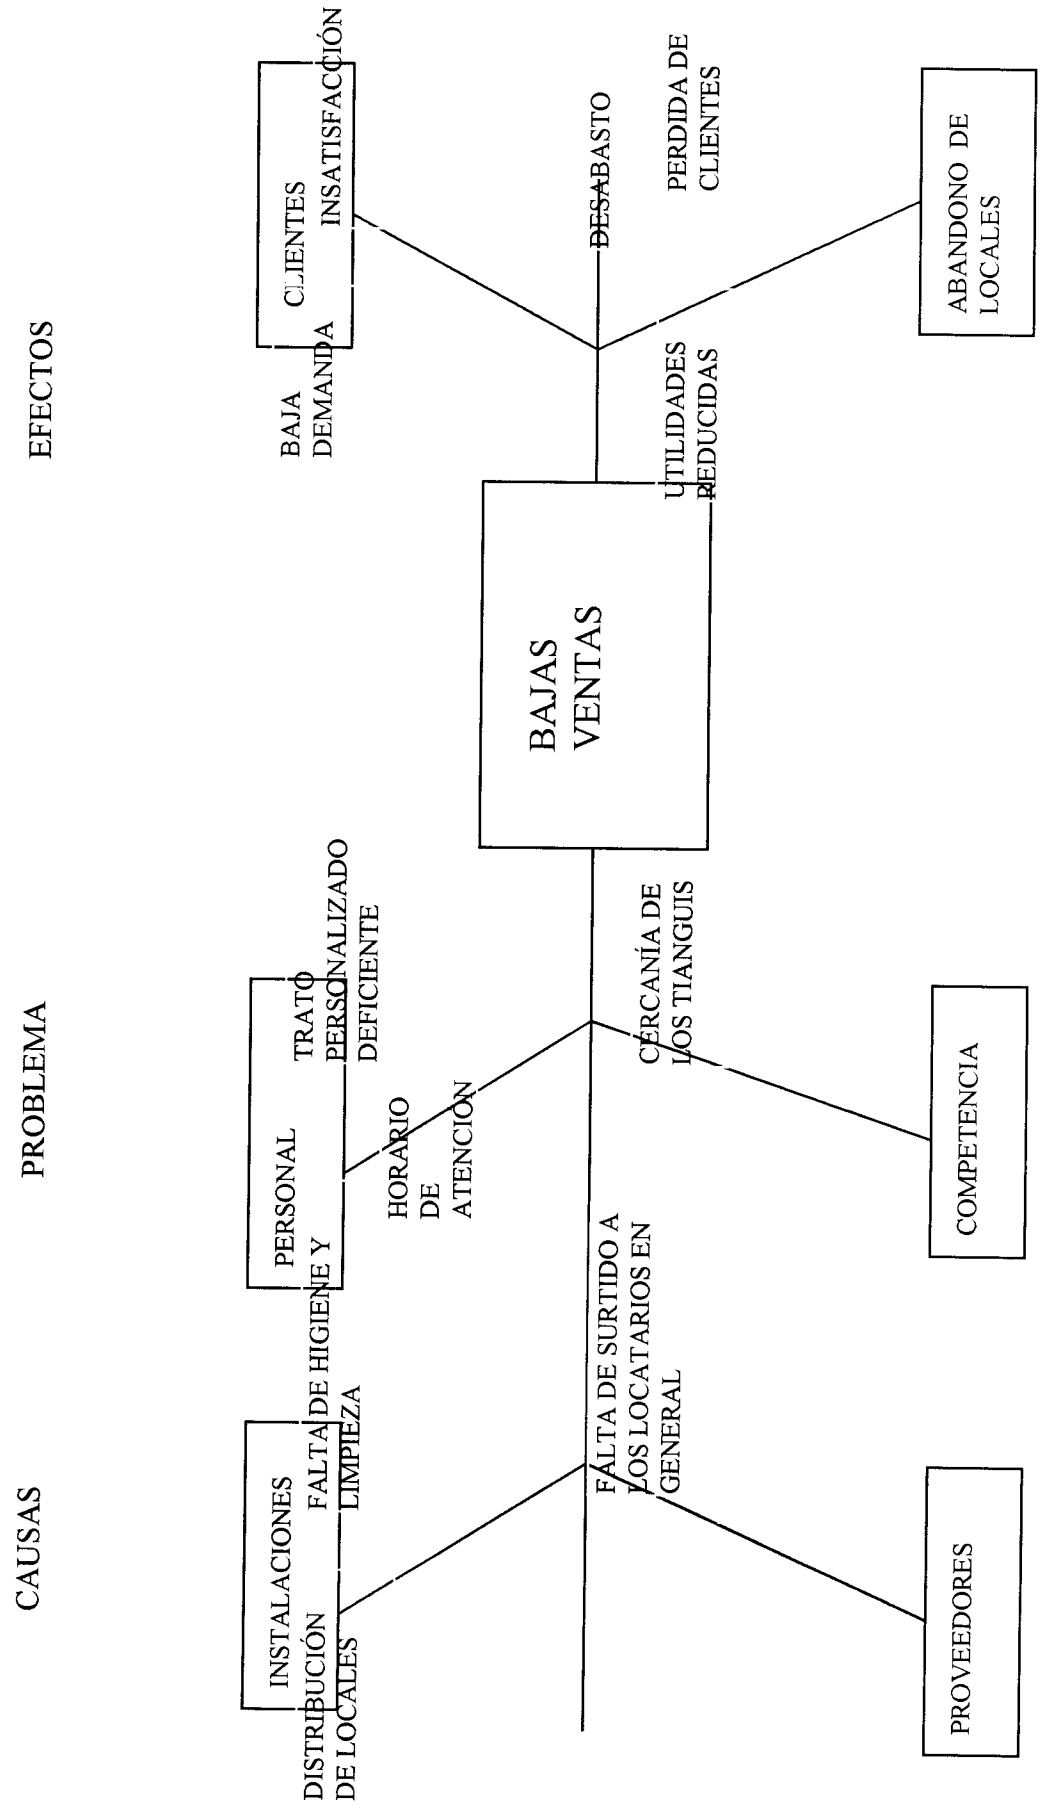 CAUSAS
PROBLEMA
EFECTOS
INSTALACIONES
DISTRIBUCIÓN
DE LOCALES
FALTA DE HIGIENE Y
LIMPIEZA
PERSONAL
TRATO
PERSONALIZADO
DEFICIENTE
HORARIO
DE
ATENCIÓN
CLIENTES
INSATISFACCIÓN
BAJA
DEMANDA
BAJAS
VENTAS
DESABASTO
FALTA DE SURTIDO A
LOS LOCATARIOS EN
GENERAL
CERCANÍA DE
LOS TIANGUIS
UTILIDADES
REDUCIDAS
PERDIDA DE
CLIENTES
PROVEEDORES
COMPETENCIA
ABANDONO DE
LOCALES